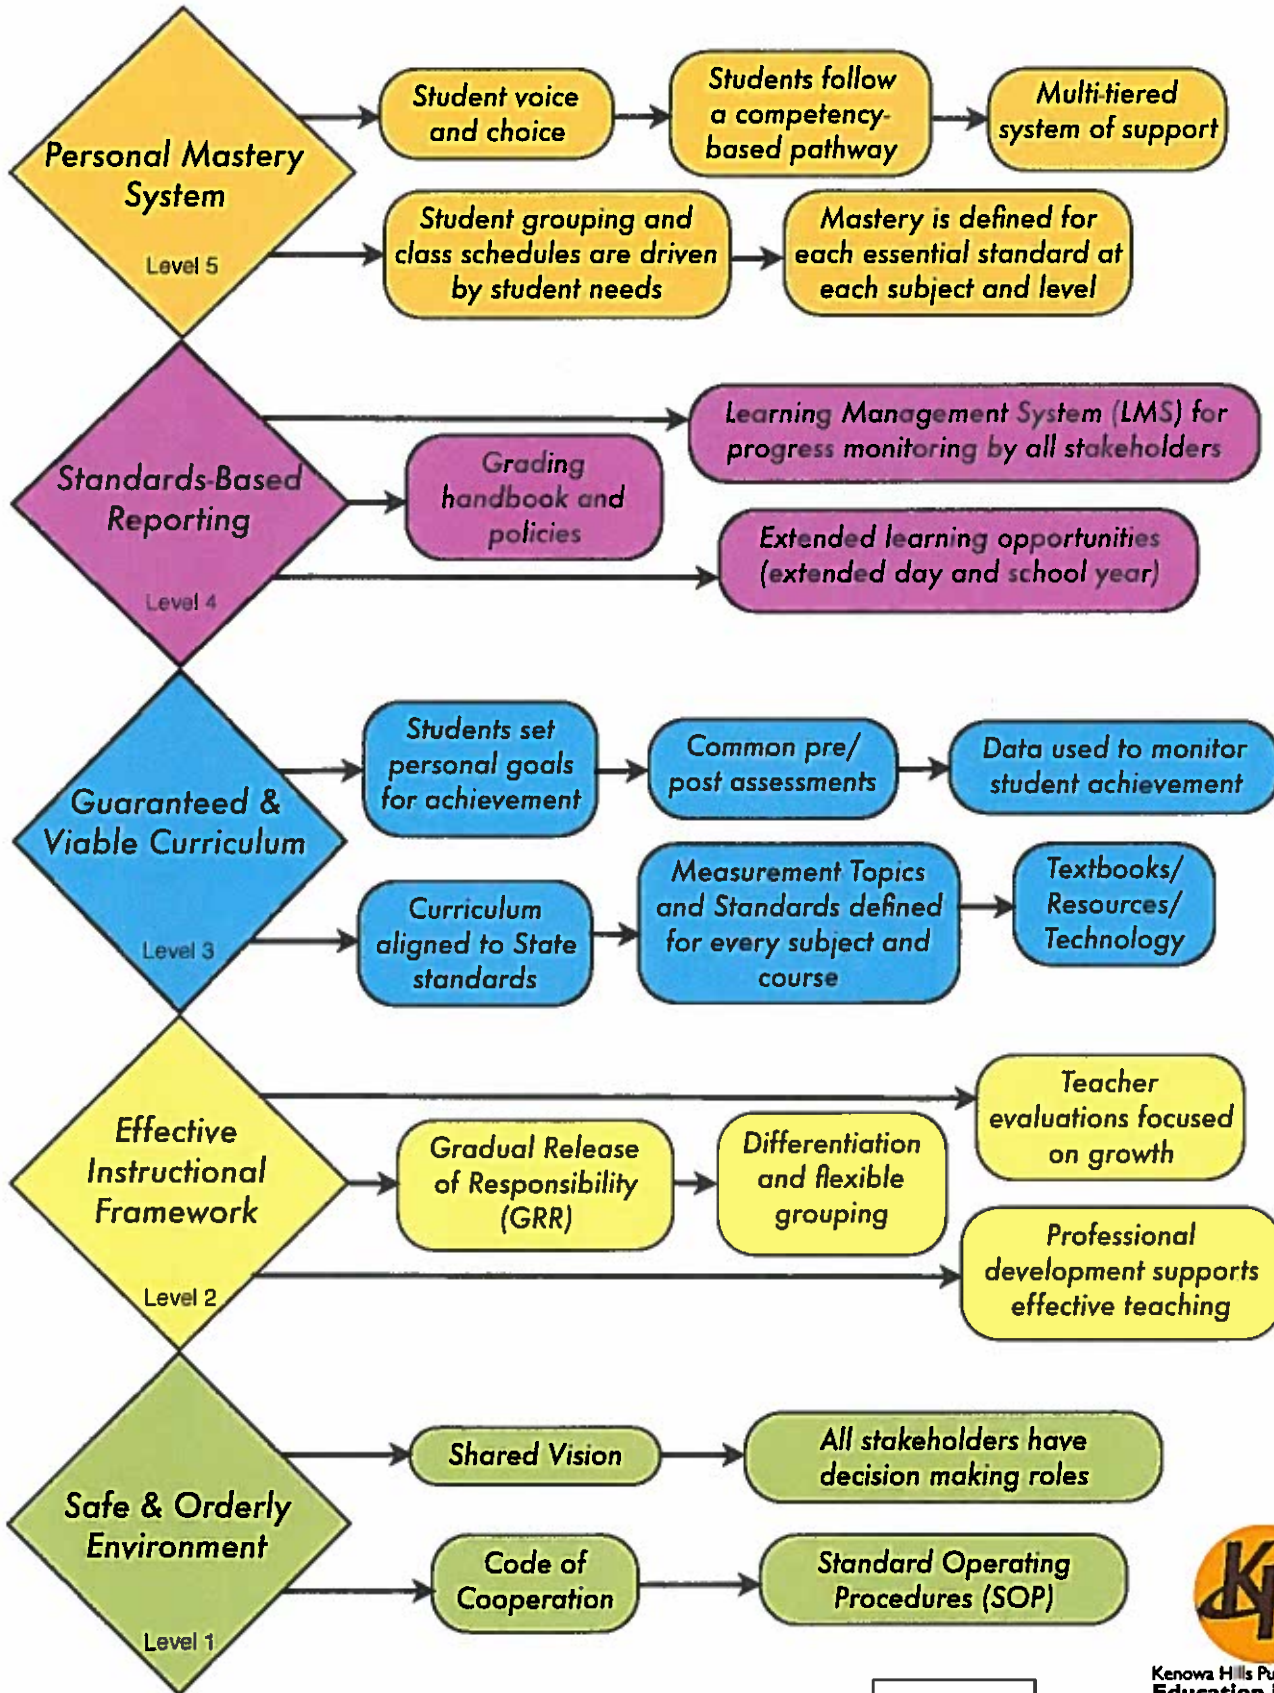 Personal Mastery
System
Level 5
Student voice
and choice
Students follow
a competency-
based pathway
Multi-tiered
system of support
Student grouping and
class schedules are driven
by student needs
Mastery is defined for
each essential standard at
each subject and level
Standards-Based
Reporting
Level 4
Learning Management System (LMS) for
progress monitoring by all stakeholders
Grading
handbook and
policies
Extended learning opportunities
(extended day and school year)
Guaranteed &
Viable Curriculum
Level 3
Students set
personal goals
for achievement
Common pre/
post assessments
Data used to monitor
student achievement
Curriculum
aligned to State
standards
Measurement Topics
and Standards defined
for every subject and
course
Textbooks/
Resources/
Technology
Effective
Instructional
Framework
Level 2
Teacher
evaluations focused
on growth
Gradual Release
of Responsibility
(GRR)
Differentiation
and flexible
grouping
Professional
development supports
effective teaching
Safe & Orderly
Environment
Level 1
Shared Vision
All stakeholders have
decision making roles
Code of
Cooperation
Standard Operating
Procedures (SOP)
Kenowa Hills
Education